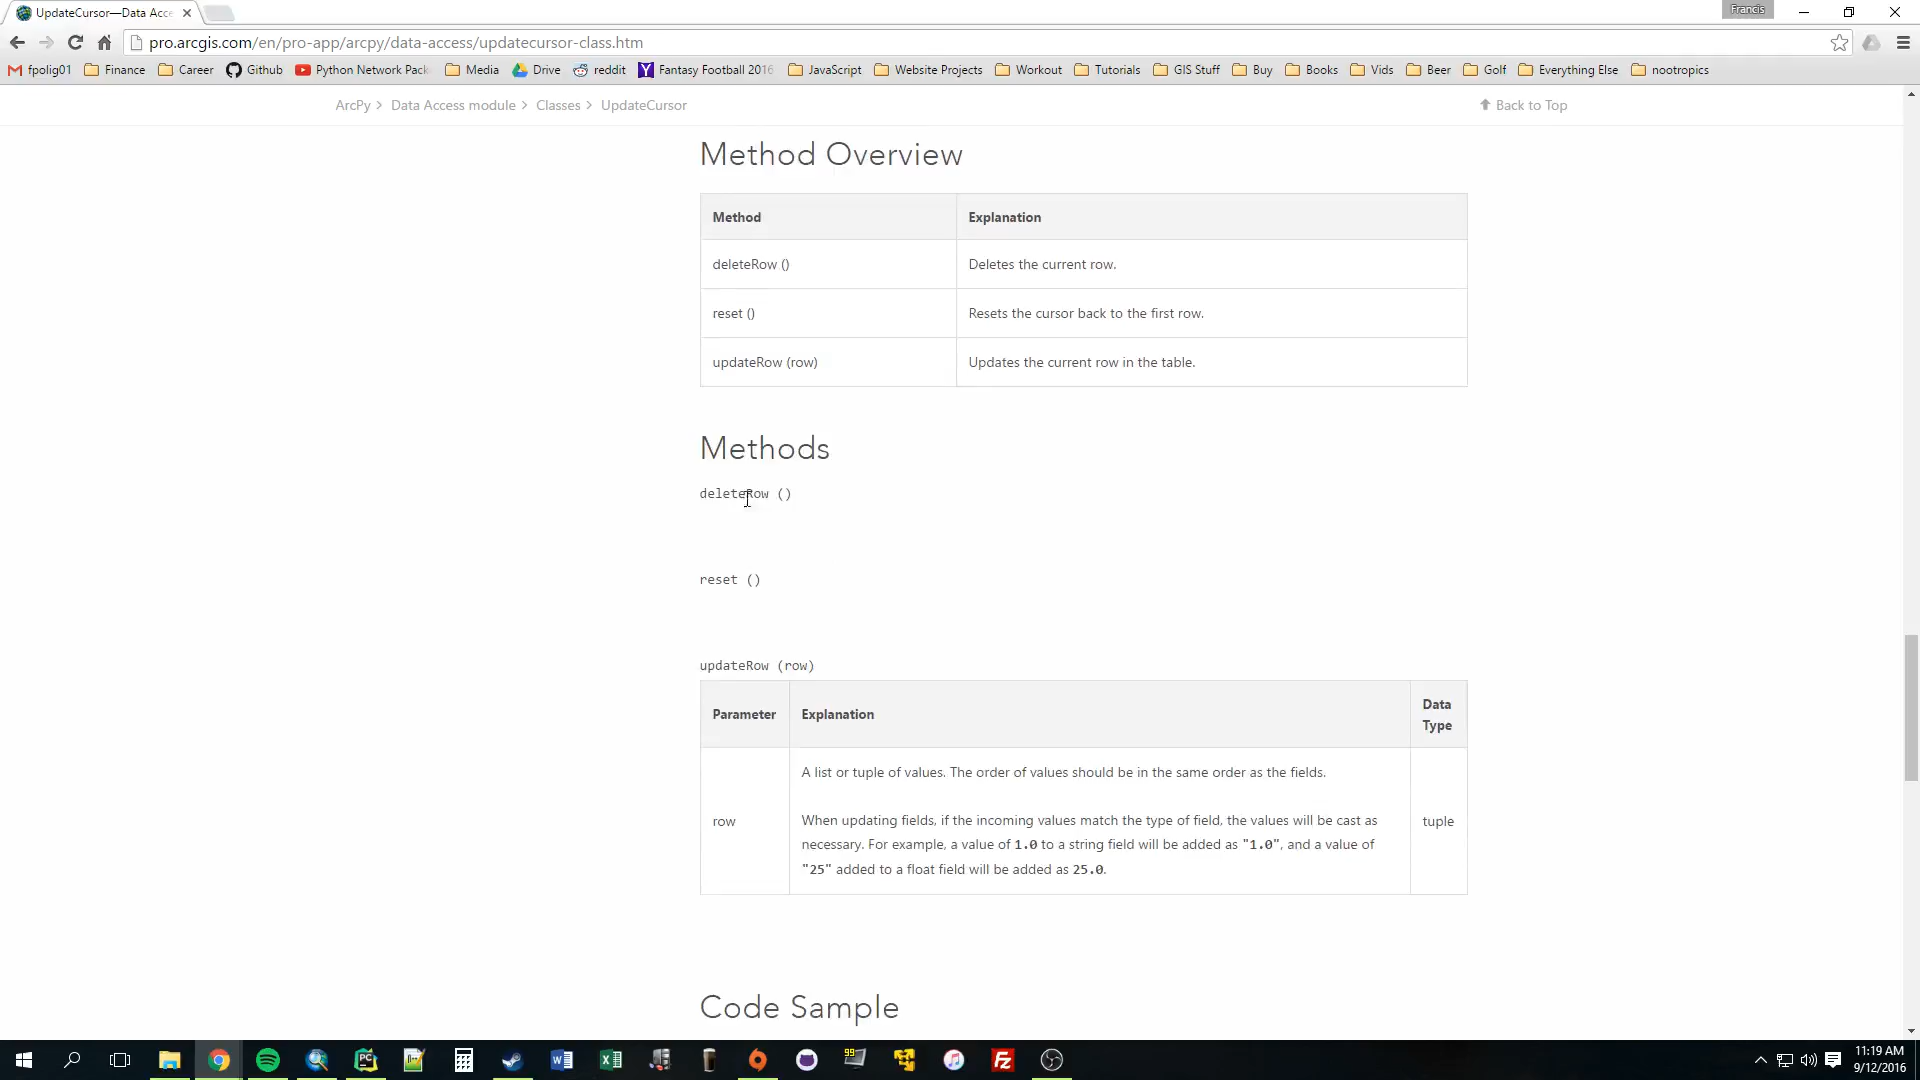 UpdateCursor—Data Acce
Francis
pro.arcgis.com/en/pro-app/arcpy/data-access/updatecursor-class.htm
fpolig01 Finance Career Github Python Network Pack Media Drive reddit Fantasy Football 2016 JavaScript Website Projects Workout Tutorials GIS Stuff Buy Books Vids Beer Golf Everything Else nootropics
ArcPy > Data Access module > Classes > UpdateCursor Back to Top
Method Overview
Method Explanation
deleteRow () Deletes the current row.
reset () Resets the cursor back to the first row.
updateRow (row) Updates the current row in the table.
Methods
deleteRow ()
reset ()
updateRow (row)
Parameter Explanation Data Type
row A list or tuple of values. The order of values should be in the same order as the fields.
When updating fields, if the incoming values match the type of field, the values will be cast as
necessary. For example, a value of 1.0 to a string field will be added as "1.0", and a value of
"25" added to a float field will be added as 25.0.
tuple
Code Sample
11:19 AM
9/12/2016